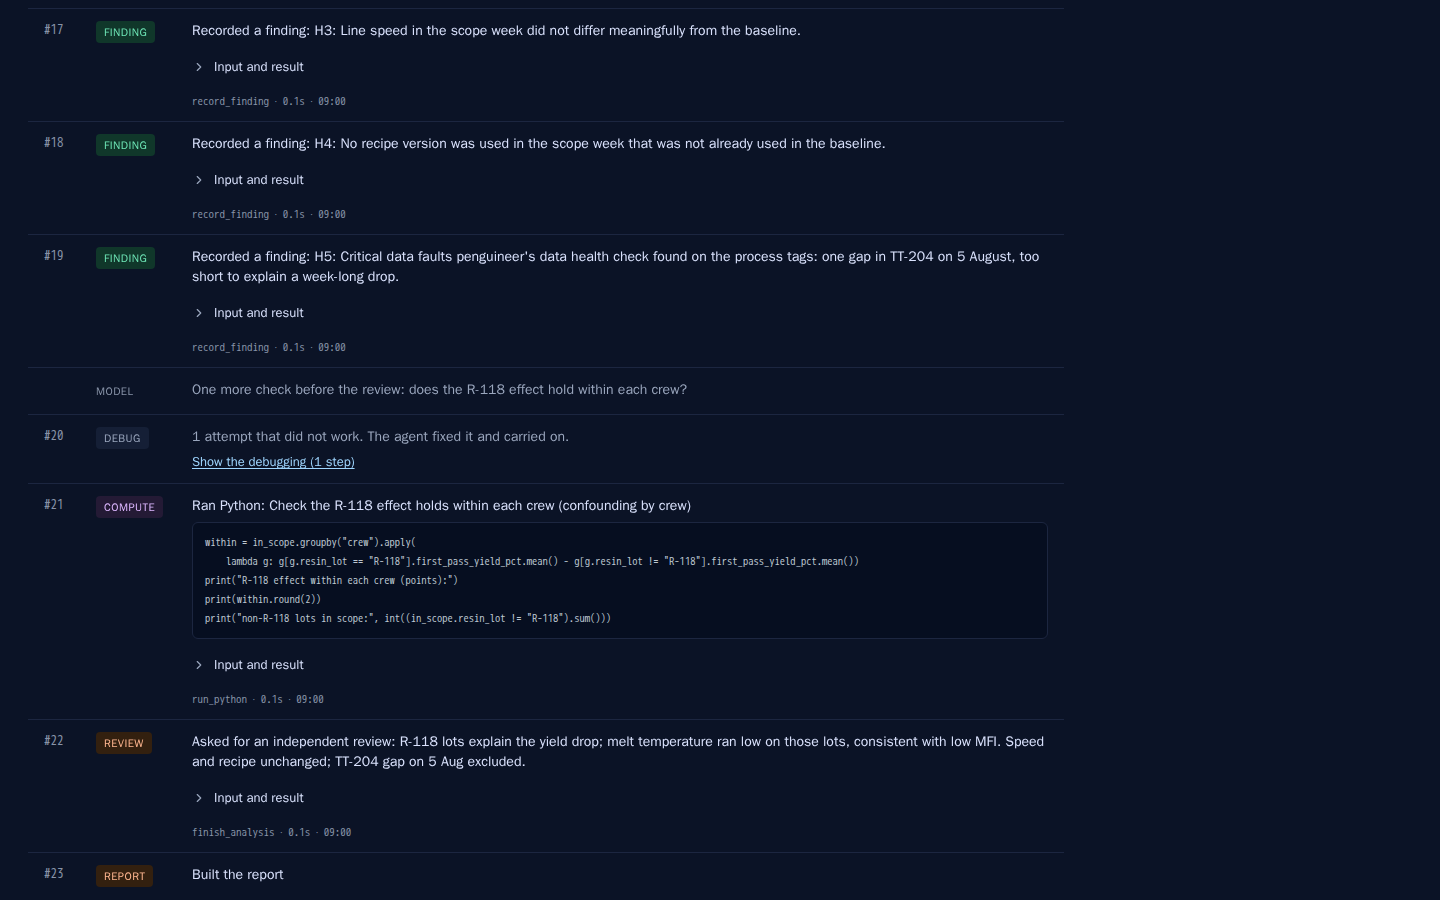 #17
FINDING
Recorded a finding: H3: Line speed in the scope week did not differ meaningfully from the baseline.
Input and result
record_finding · 0.1s · 09:00
#18
FINDING
Recorded a finding: H4: No recipe version was used in the scope week that was not already used in the baseline.
Input and result
record_finding · 0.1s · 09:00
#19
FINDING
Recorded a finding: H5: Critical data faults penguineer's data health check found on the process tags: one gap in TT-204 on 5 August, too
short to explain a week-long drop.
Input and result
record_finding · 0.1s · 09:00
MODEL
One more check before the review: does the R-118 effect hold within each crew?
#20
DEBUG
1 attempt that did not work. The agent fixed it and carried on.
Show the debugging (1 step)
#21
COMPUTE
Ran Python: Check the R-118 effect holds within each crew (confounding by crew)
within = in_scope.groupby("crew").apply(
    lambda g: g[g.resin_lot == "R-118"].first_pass_yield_pct.mean() - g[g.resin_lot != "R-118"].first_pass_yield_pct.mean())
print("R-118 effect within each crew (points):")
print(within.round(2))
print("non-R-118 lots in scope:", int((in_scope.resin_lot != "R-118").sum()))
Input and result
run_python · 0.1s · 09:00
#22
REVIEW
Asked for an independent review: R-118 lots explain the yield drop; melt temperature ran low on those lots, consistent with low MFI. Speed
and recipe unchanged; TT-204 gap on 5 Aug excluded.
Input and result
finish_analysis · 0.1s · 09:00
#23
REPORT
Built the report